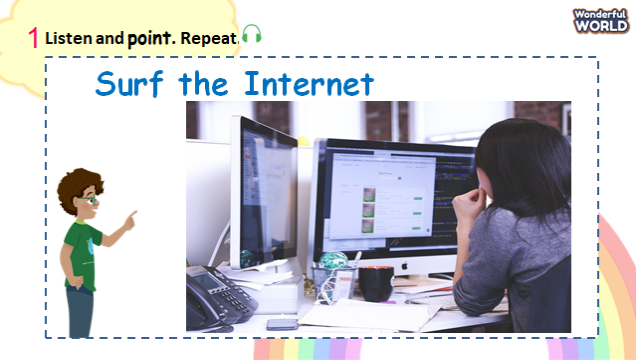 Wonderful
WORLD
1 Listen and point. Repeat.
Surf the Internet